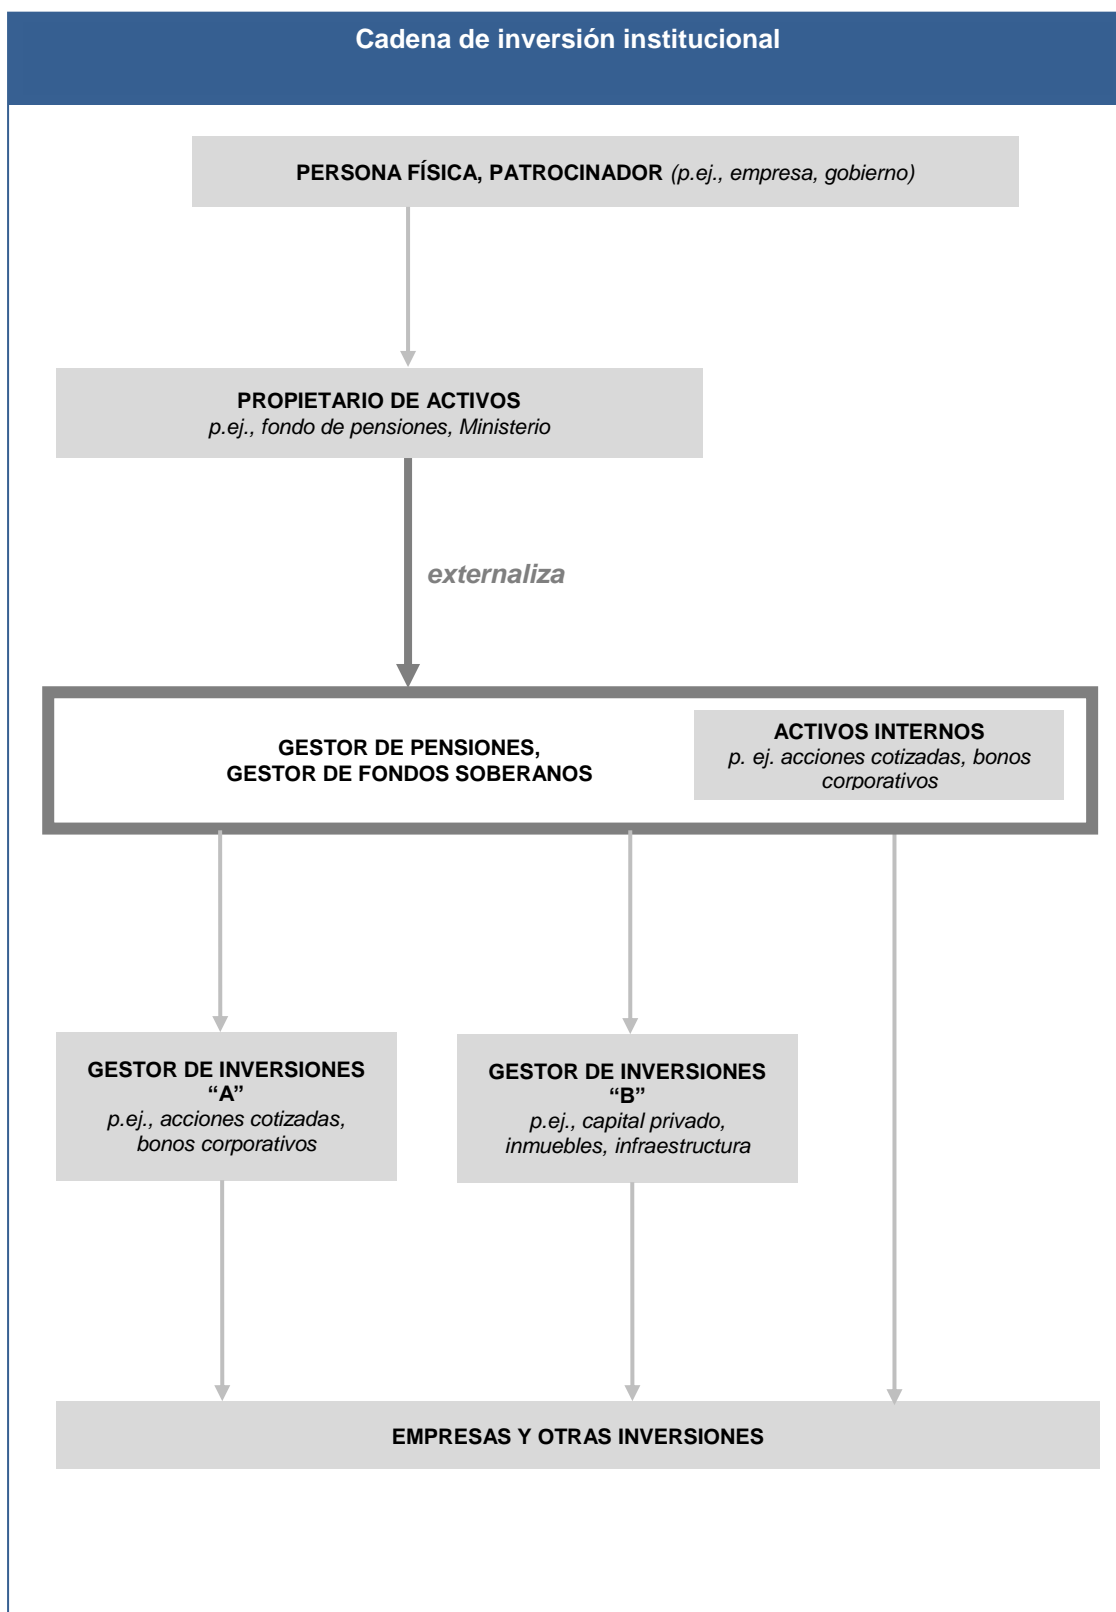 Cadena de inversión institucional
PERSONA FÍSICA, PATROCINADOR (p.ej., empresa, gobierno)
PROPIETARIO DE ACTIVOS
p.ej., fondo de pensiones, Ministerio
externaliza
GESTOR DE PENSIONES,
GESTOR DE FONDOS SOBERANOS
ACTIVOS INTERNOS
p. ej. acciones cotizadas, bonos
corporativos
GESTOR DE INVERSIONES
“A”
p.ej., acciones cotizadas,
bonos corporativos
GESTOR DE INVERSIONES
“B”
p.ej., capital privado,
inmuebles, infraestructura
EMPRESAS Y OTRAS INVERSIONES